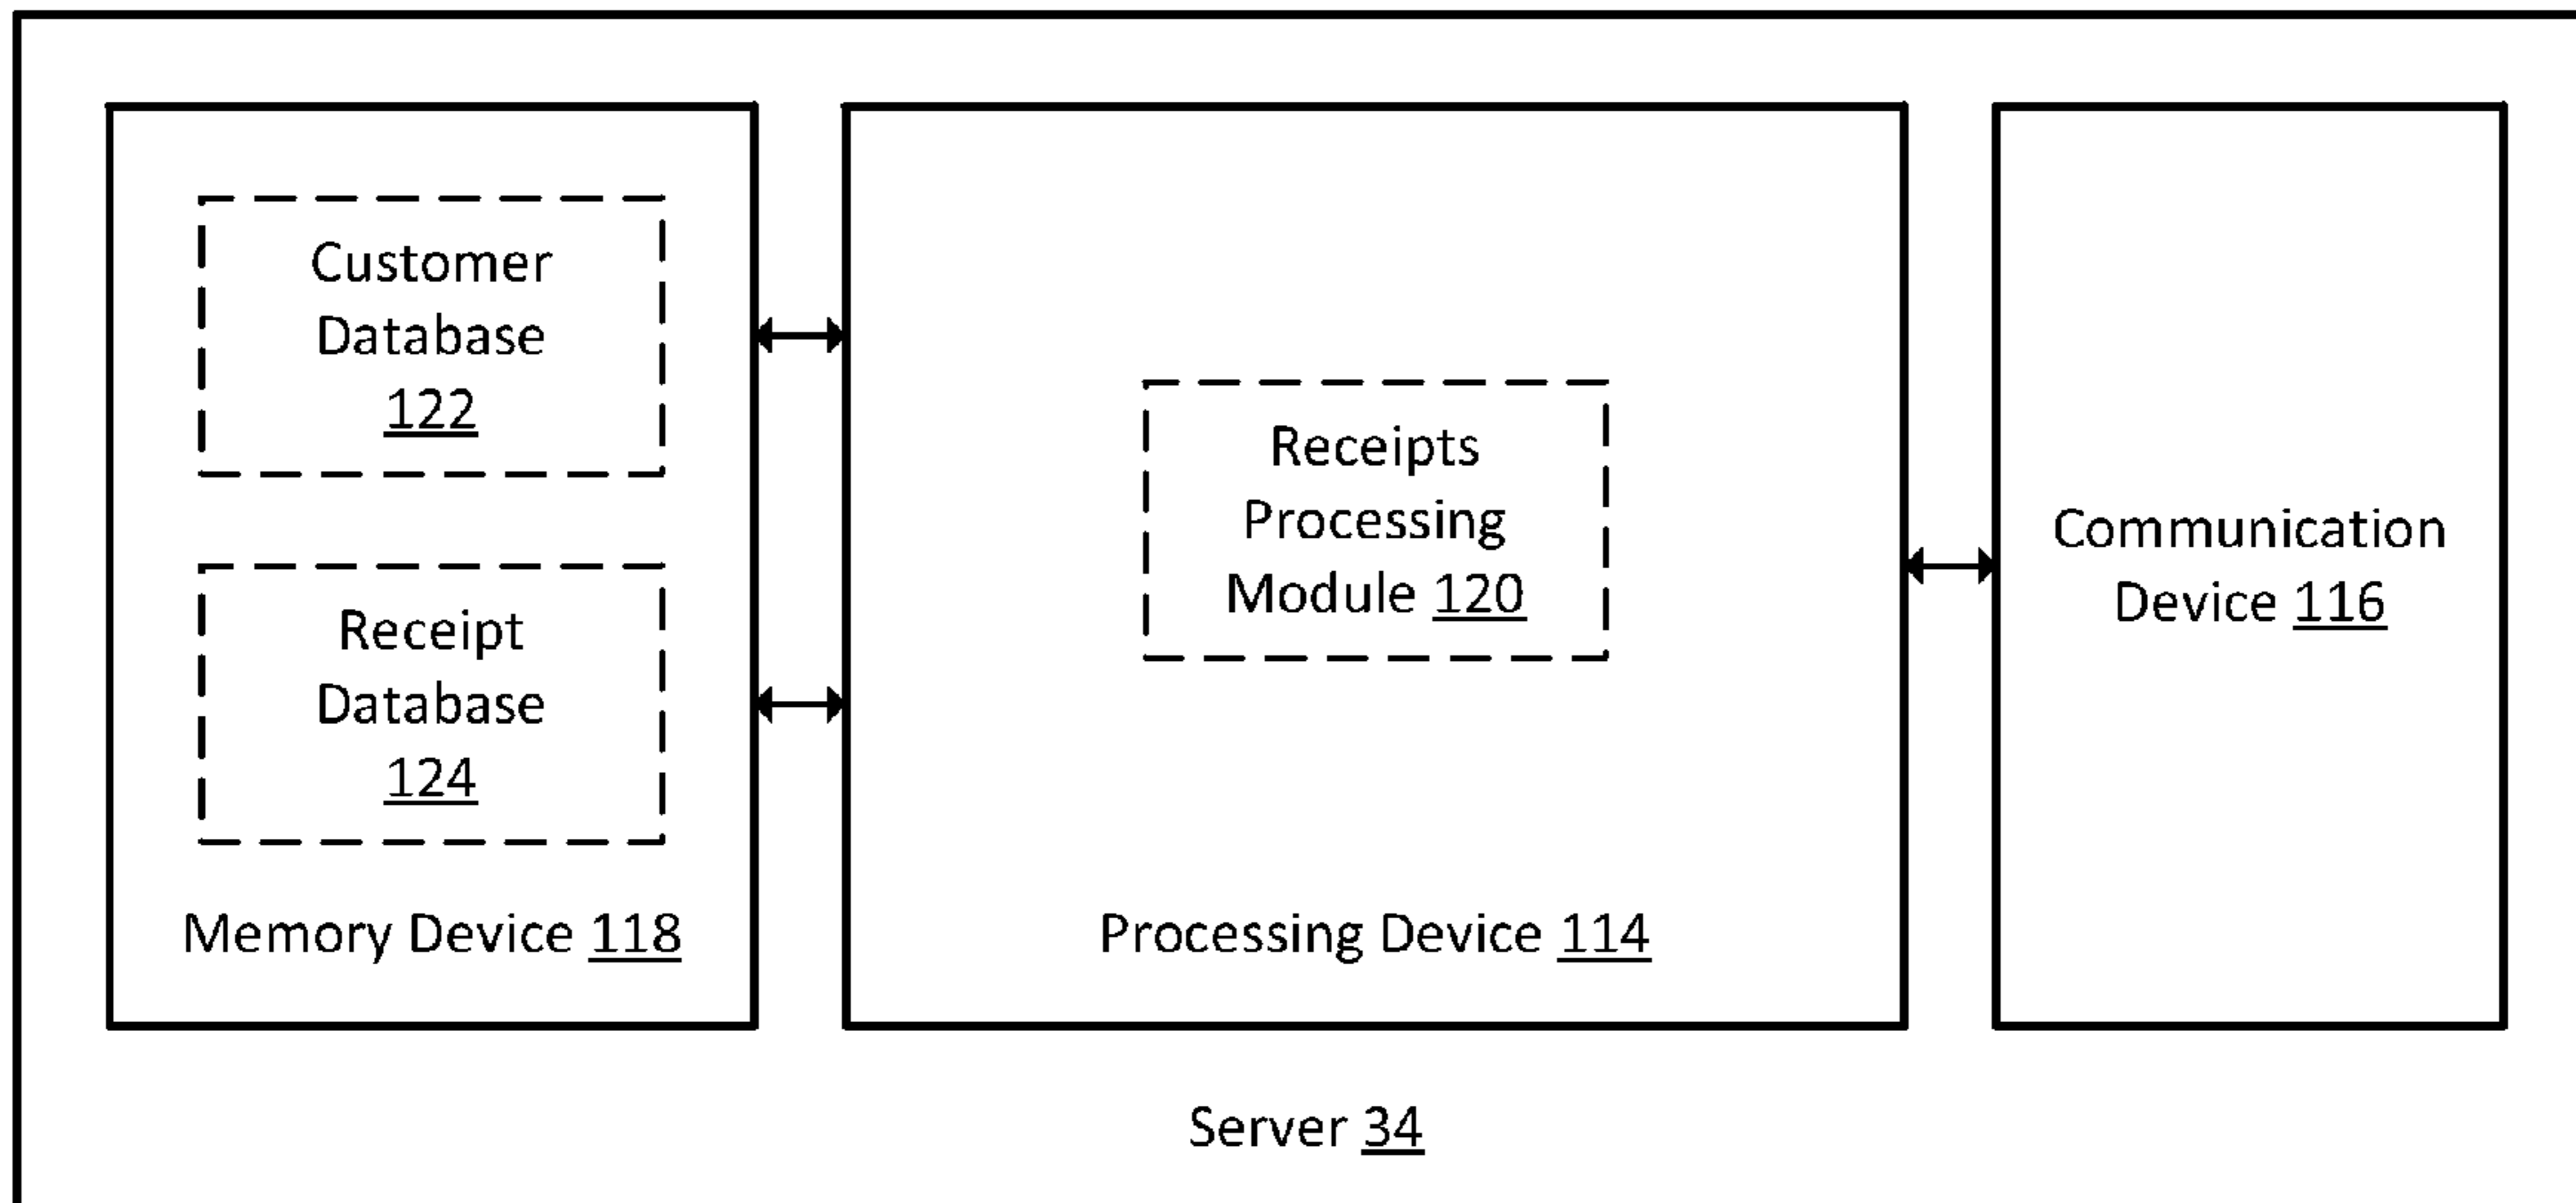 Customer
Database
122
Receipt
Database
124
Memory Device 118
Receipts
Processing
Module 120
Processing Device 114
Communication
Device 116
Server 34